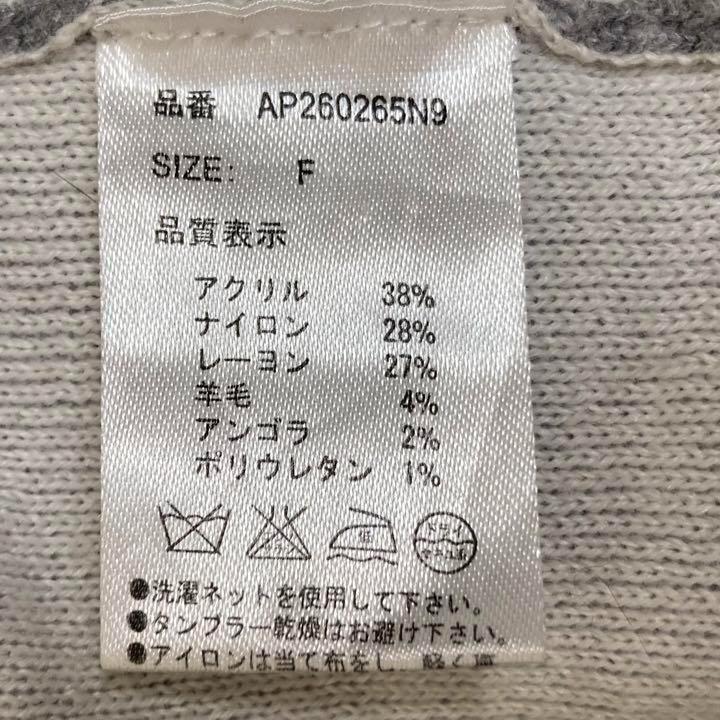 品番 AP260265N9
SIZE: F
品質表示
アクリル 38%
ナイロン 28%
レーヨン 27%
羊毛 4%
アンゴラ 2%
ポリウレタン 1%
●洗濯ネットを使用して下さい。
●タンブラー乾燥はお避け下さい。
●アイロンは当て布をし、軽く